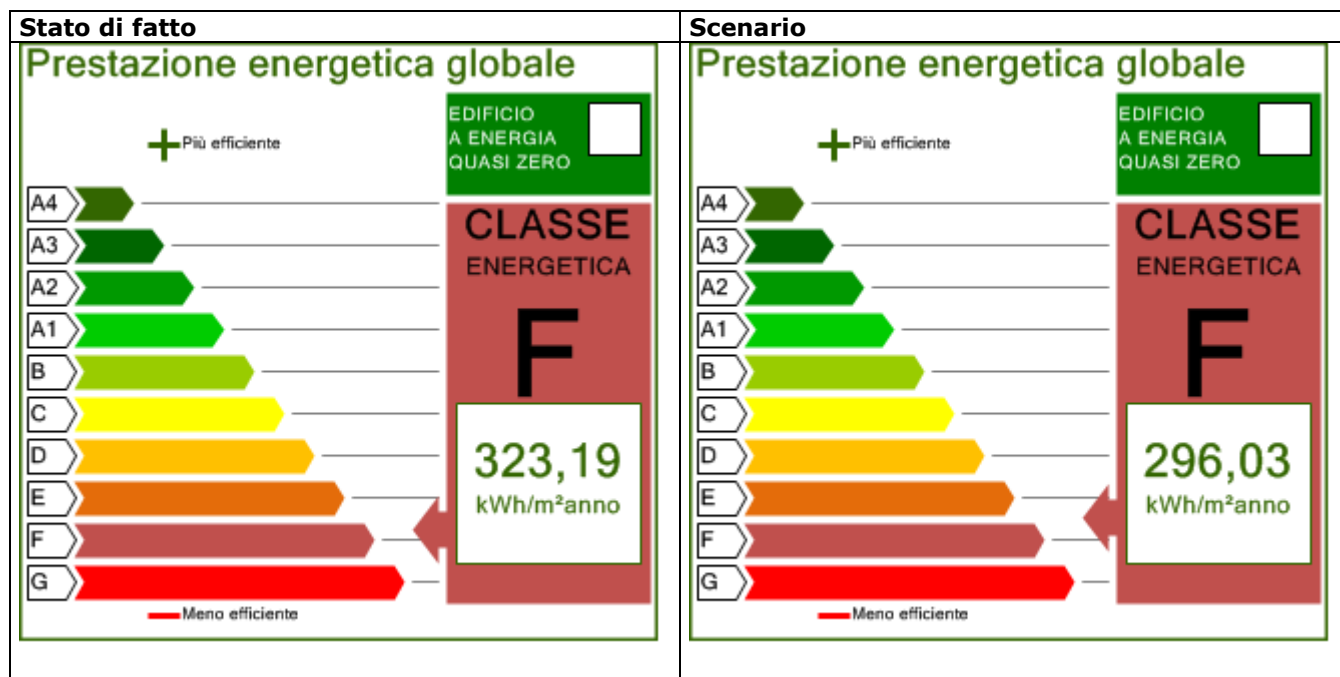 Stato di fatto
Prestazione energetica globale
EDIFICIO
A ENERGIA
QUASI ZERO
Più efficiente
A4
A3
A2
A1
B
C
D
E
F
G
CLASSE
ENERGETICA
F
323,19
kWh/m²anno
Meno efficiente
Scenario
Prestazione energetica globale
EDIFICIO
A ENERGIA
QUASI ZERO
Più efficiente
A4
A3
A2
A1
B
C
D
E
F
G
CLASSE
ENERGETICA
F
296,03
kWh/m²anno
Meno efficiente